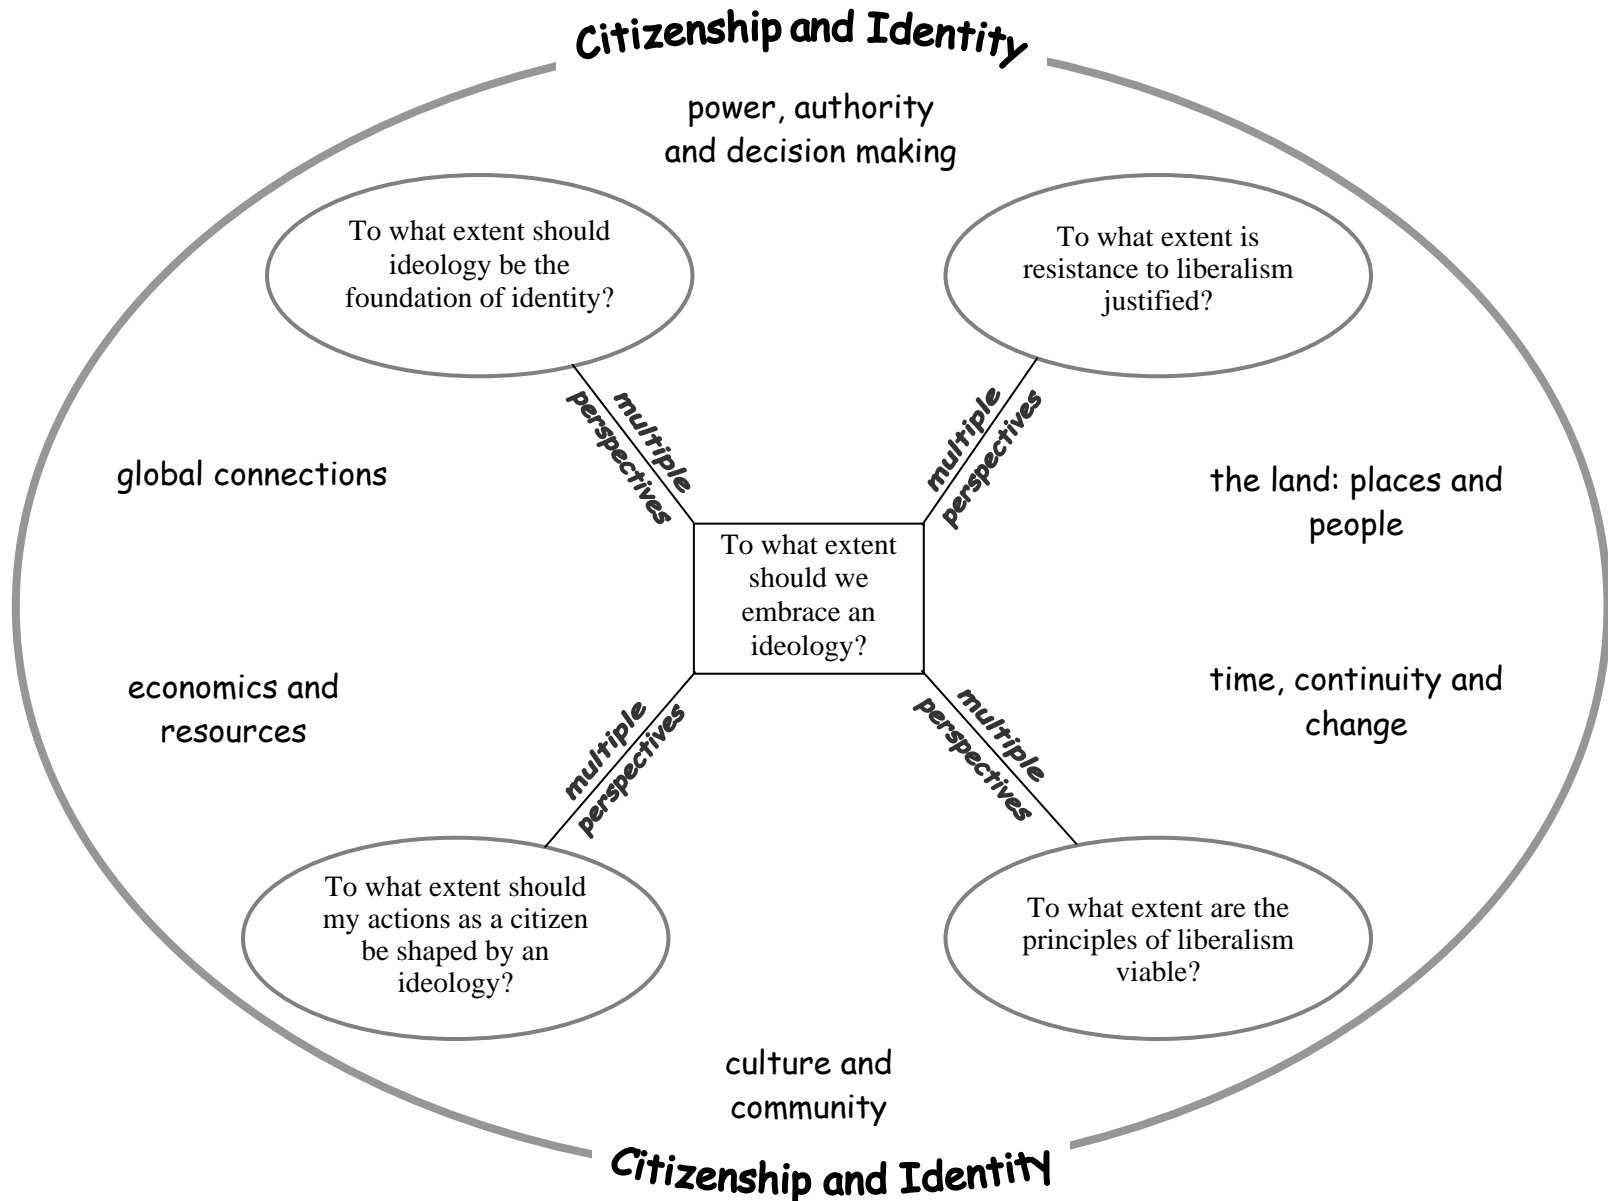 Citizenship and Identity
power, authority
and decision making
To what extent should
ideology be the
foundation of identity?
To what extent is
resistance to liberalism
justified?
multiple
perspectives
multiple
perspectives
global connections
the land: places and
people
To what extent
should we
embrace an
ideology?
economics and
resources
time, continuity and
change
multiple
perspectives
multiple
perspectives
To what extent should
my actions as a citizen
be shaped by an
ideology?
To what extent are the
principles of liberalism
viable?
culture and
community
Citizenship and Identity